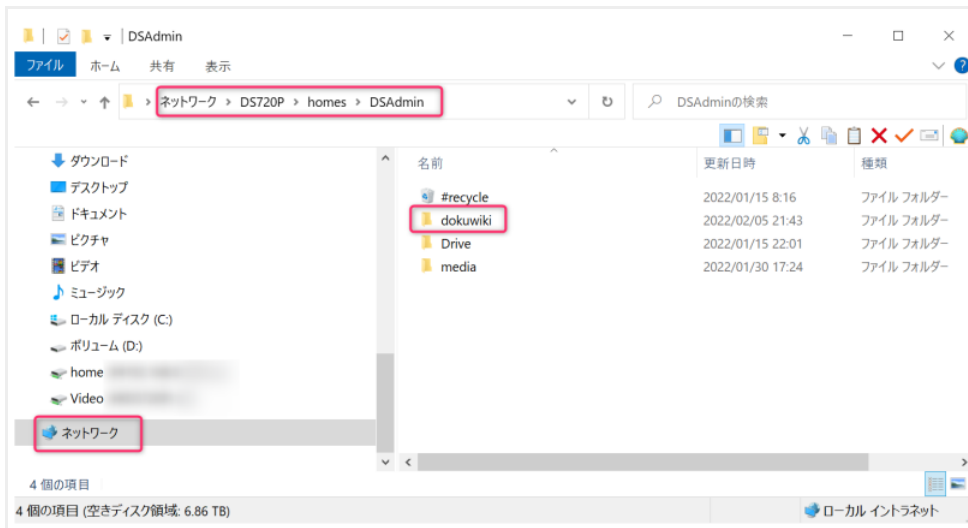 DSAdmin
ファイル ホーム 共有 表示
ネットワーク > DS720P > homes > DSAdmin
DSAdminの検索
ダウンロード
デスクトップ
ドキュメント
ピクチャ
ビデオ
ミュージック
ローカル ディスク (C:)
ボリューム (D:)
home
Video
ネットワーク
名前 更新日時 種類
#recycle 2022/01/15 8:16 ファイル フォルダー
dokuwiki 2022/02/05 21:43 ファイル フォルダー
Drive 2022/01/15 22:01 ファイル フォルダー
media 2022/01/30 17:24 ファイル フォルダー
4 個の項目
4 個の項目 (空きディスク領域: 6.86 TB) ローカル イントラネット